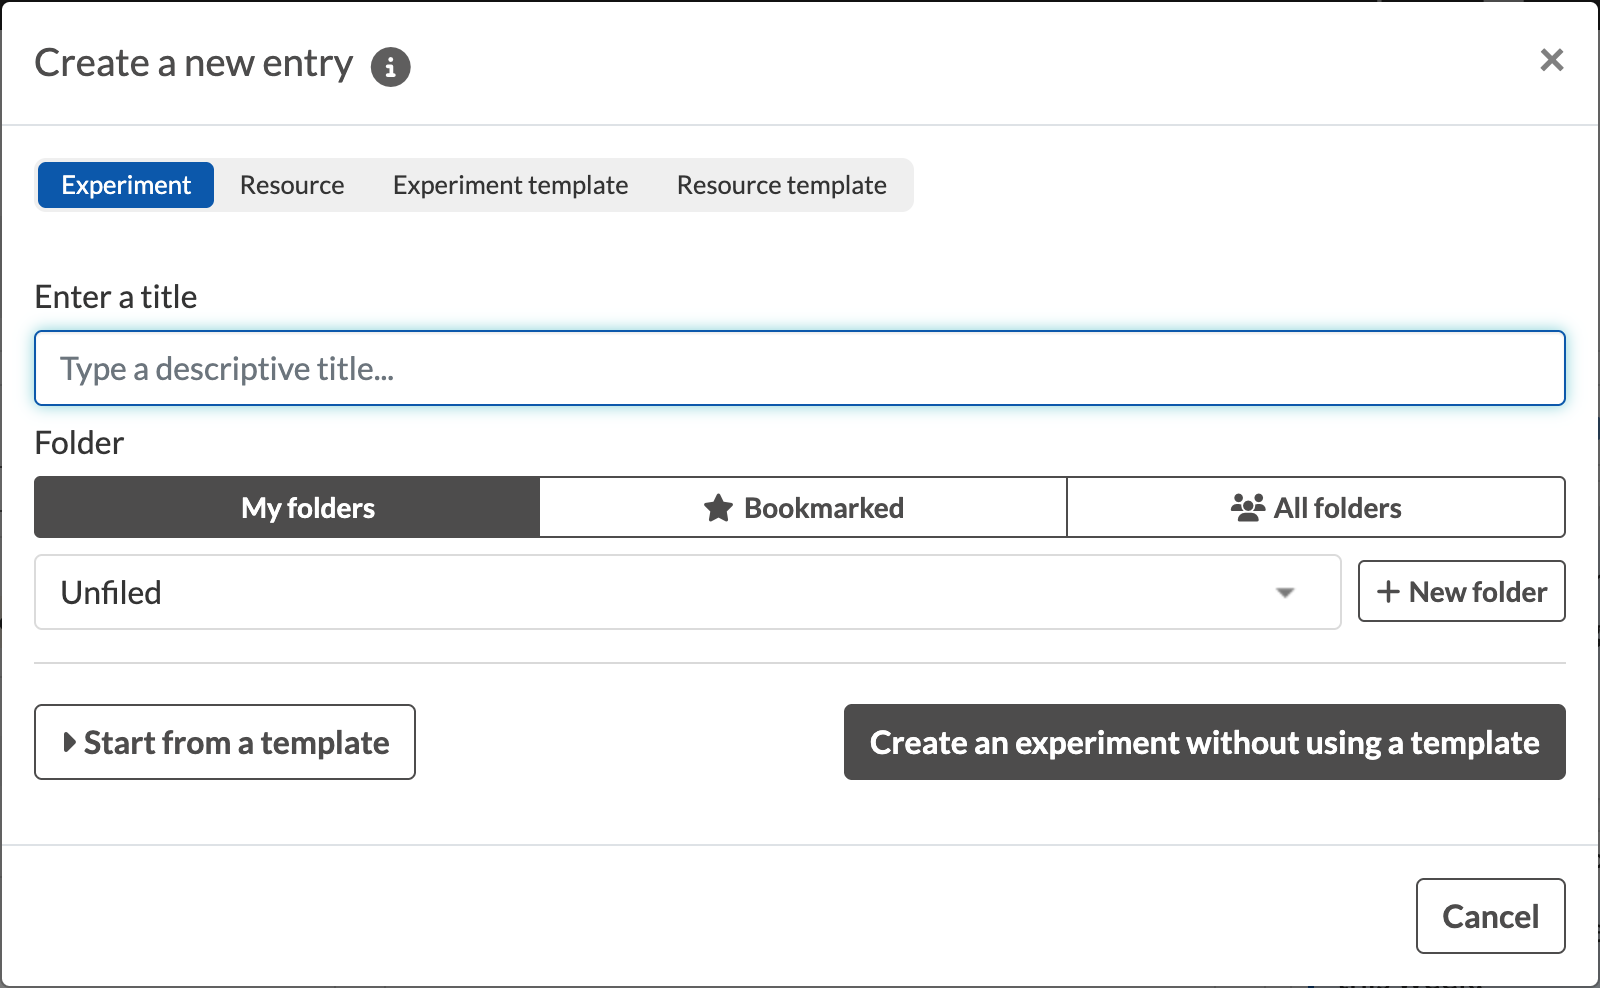 Create a new entry
Experiment Resource Experiment template Resource template
Enter a title
Type a descriptive title...
Folder
My folders Bookmarked All folders
Unfiled New folder
Start from a template Create an experiment without using a template
Cancel